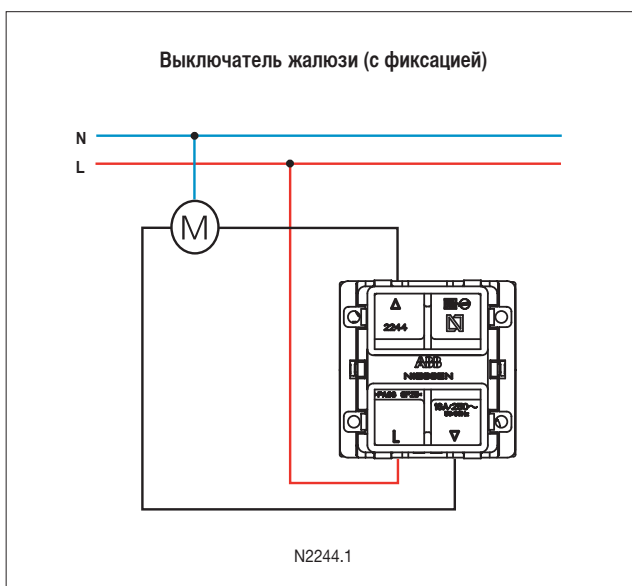 Выключатель жалюзи (с фиксацией)
N
L
M
2244
N
ABB
NIESSEN
L
N2244.1